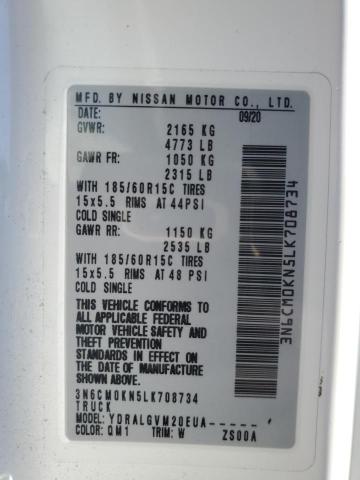 MFD. BY NISSAN MOTOR CO., LTD.
DATE: 09/20
GVWR: 2165 KG
4773 LB
GAWR FR: 1050 KG
2315 LB
WITH 185/60R15C TIRES
15x5.5 RIMS AT 44PSI
COLD SINGLE
GAWR RR: 1150 KG
2535 LB
WITH 185/60R15C TIRES
15x5.5 RIMS AT 48 PSI
COLD SINGLE
THIS VEHICLE CONFORMS TO
ALL APPLICABLE FEDERAL
MOTOR VEHICLE SAFETY AND
THEFT PREVENTION
STANDARDS IN EFFECT ON THE
DATE OF MANUFACTURE
SHOWN ABOVE.
3N6CM0KN5LK708734
TRUCK
MODEL: YDRALGVM20EUA-----'
COLOR: QM1 TRIM: W ZS00A
3N6CM0KN5LK708734